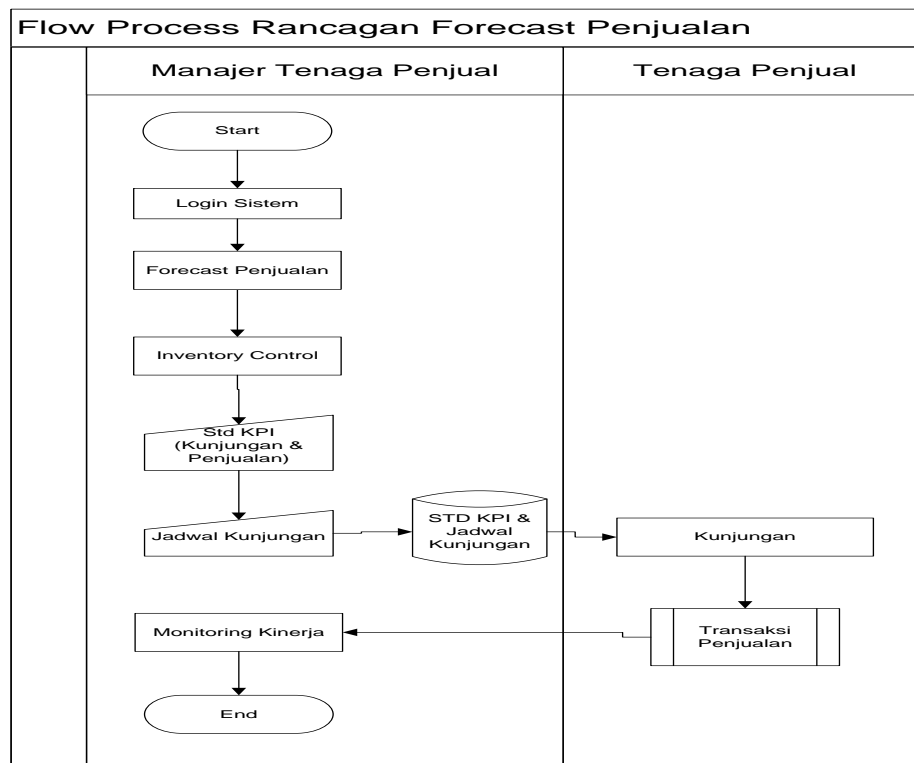 Flow Process Rancagan Forecast Penjualan
Manajer Tenaga Penjual
Tenaga Penjual
Start
Login Sistem
Forecast Penjualan
Inventory Control
Std KPI
(Kunjungan &
Penjualan)
Jadwal Kunjungan
STD KPI &
Jadwal
Kunjungan
Kunjungan
Transaksi
Penjualan
Monitoring Kinerja
End